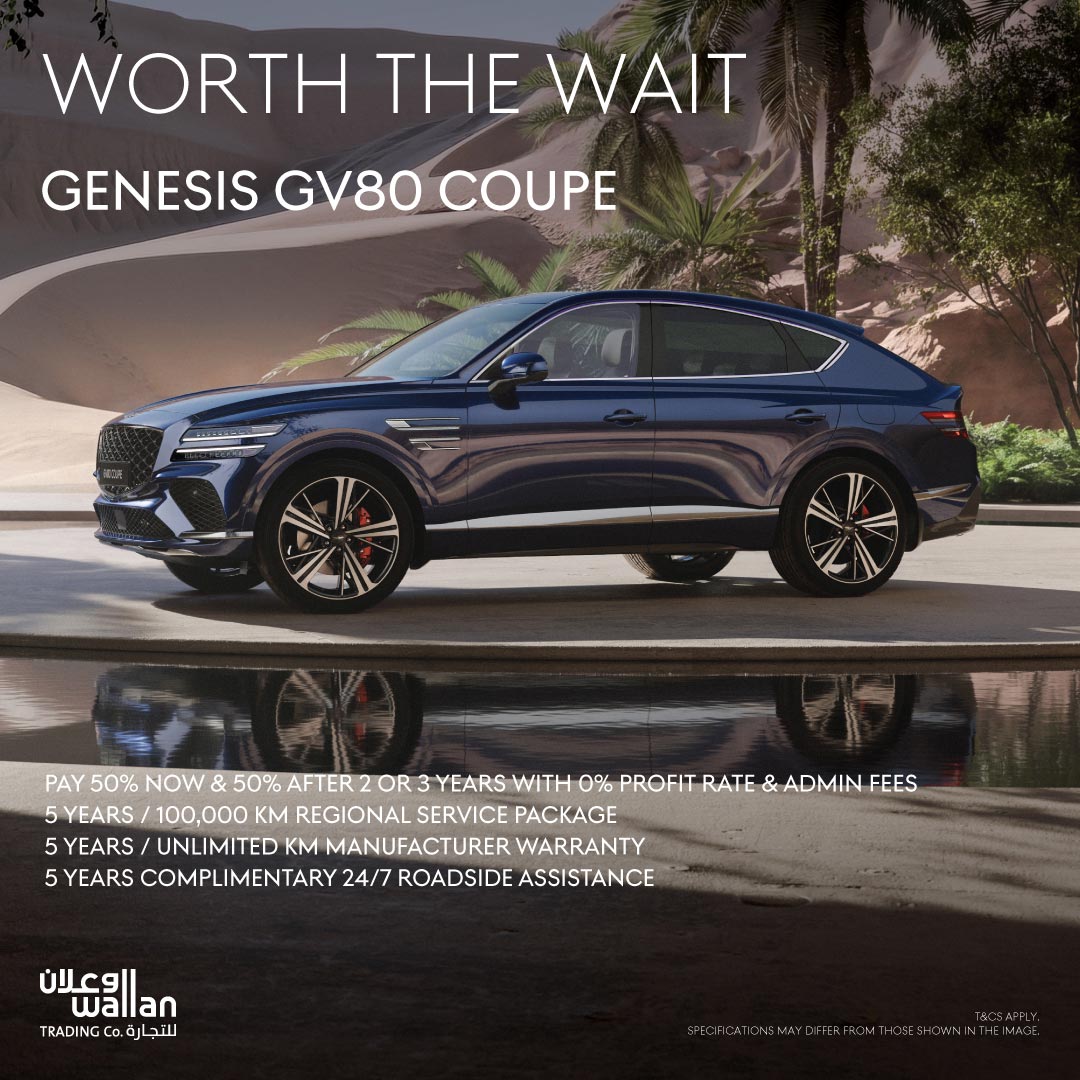 WORTH THE WAIT
GENESIS GV80 COUPE
GV80 COUPE
PAY 50% NOW & 50% AFTER 2 OR 3 YEARS WITH 0% PROFIT RATE & ADMIN FEES
5 YEARS / 100,000 KM REGIONAL SERVICE PACKAGE
5 YEARS / UNLIMITED KM MANUFACTURER WARRANTY
5 YEARS COMPLIMENTARY 24/7 ROADSIDE ASSISTANCE
الوعلان
wallan
TRADING Co. للتجارة
T&CS APPLY.
SPECIFICATIONS MAY DIFFER FROM THOSE SHOWN IN THE IMAGE.